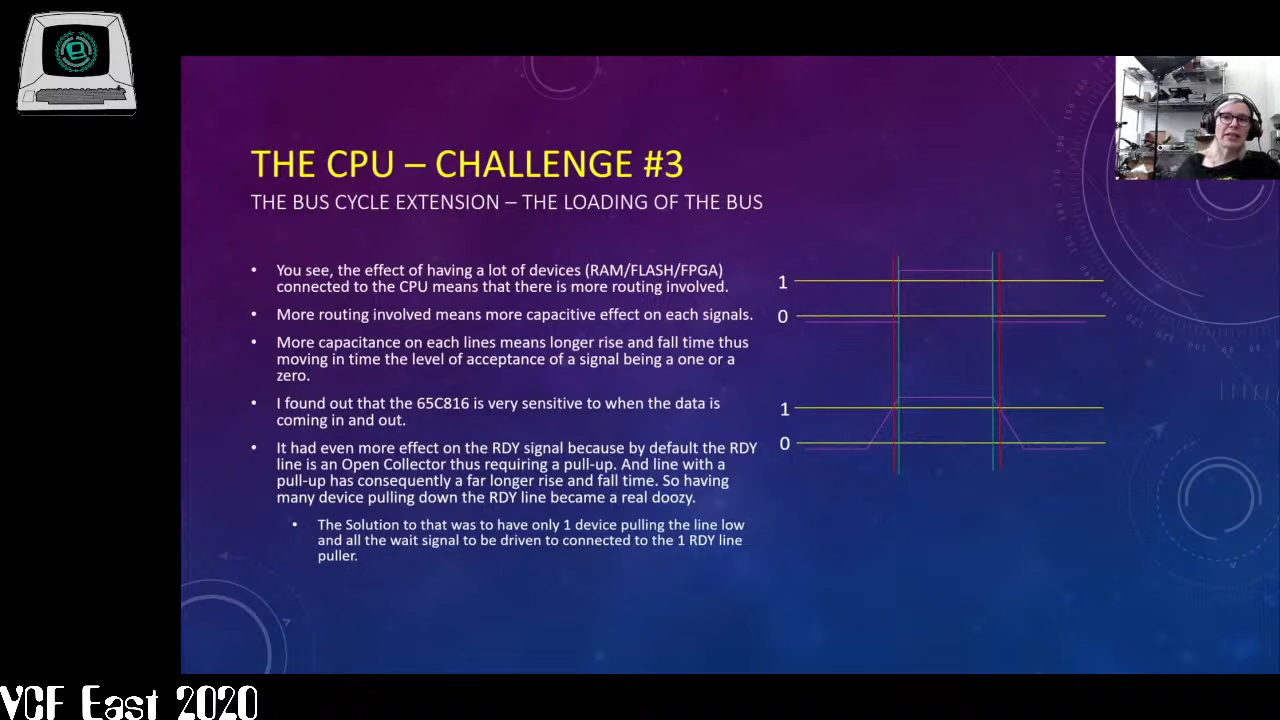 THE CPU – CHALLENGE #3
THE BUS CYCLE EXTENSION – THE LOADING OF THE BUS
• You see, the effect of having a lot of devices (RAM/FLASH/FPGA)
connected to the CPU means that there is more routing involved.
• More routing involved means more capacitive effect on each signals.
• More capacitance on each lines means longer rise and fall time thus
moving in time the level of acceptance of a signal being a one or a
zero.
• I found out that the 65C816 is very sensitive to when the data is
coming in and out.
• It had even more effect on the RDY signal because by default the RDY
line is an Open Collector thus requiring a pull-up. And line with a
pull-up has consequently a far longer rise and fall time. So having
many device pulling down the RDY line became a real doozy.
• The Solution to that was to have only 1 device pulling the line low
and all the wait signal to be driven to connected to the 1 RDY line
puller.
1
0
1
0
VCF East 2020